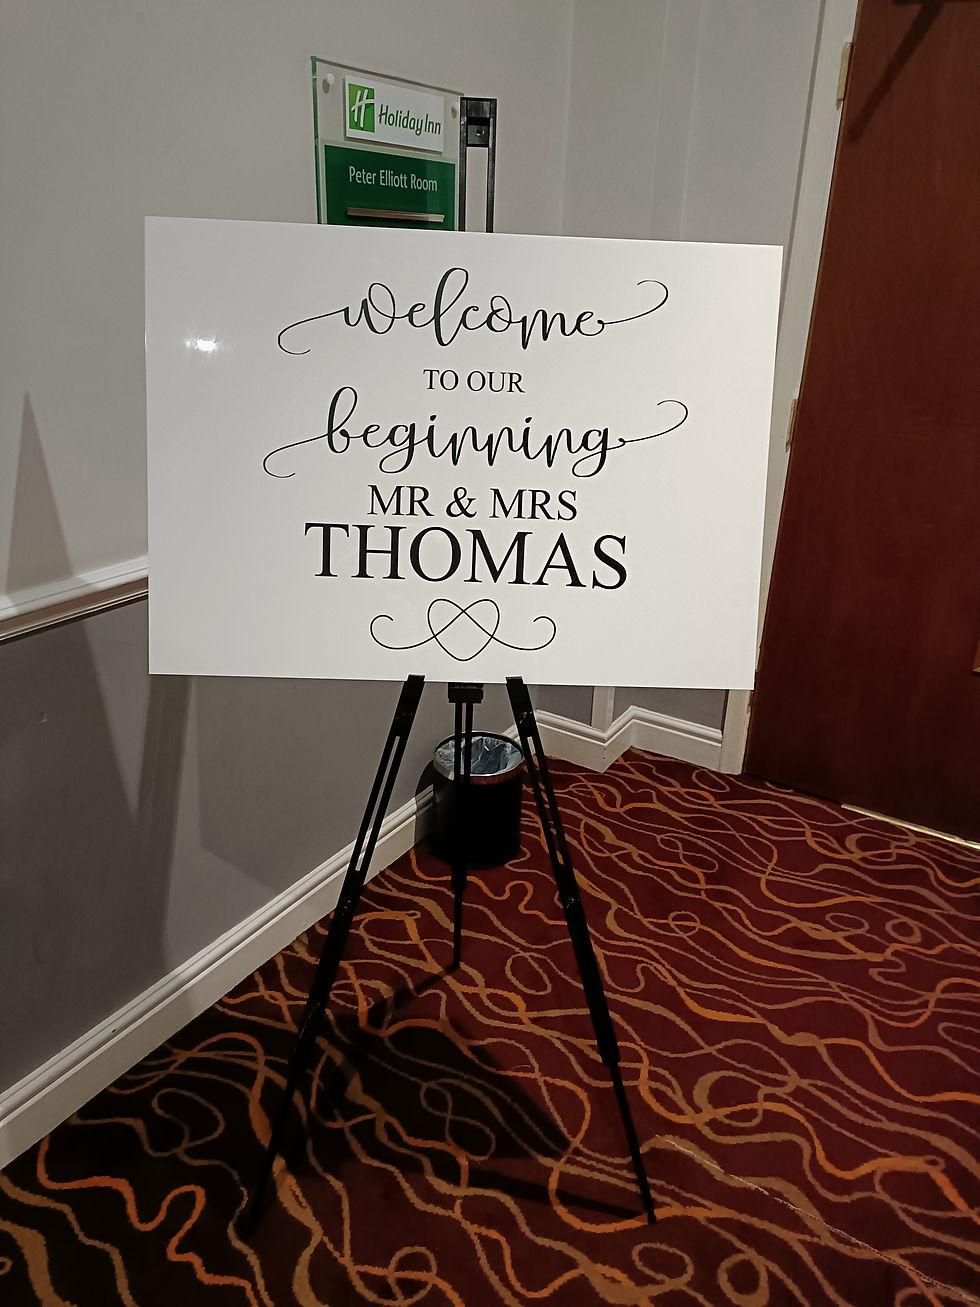 Holiday Inn
Peter Elliott Room
welcome
TO OUR
beginning
MR & MRS
THOMAS